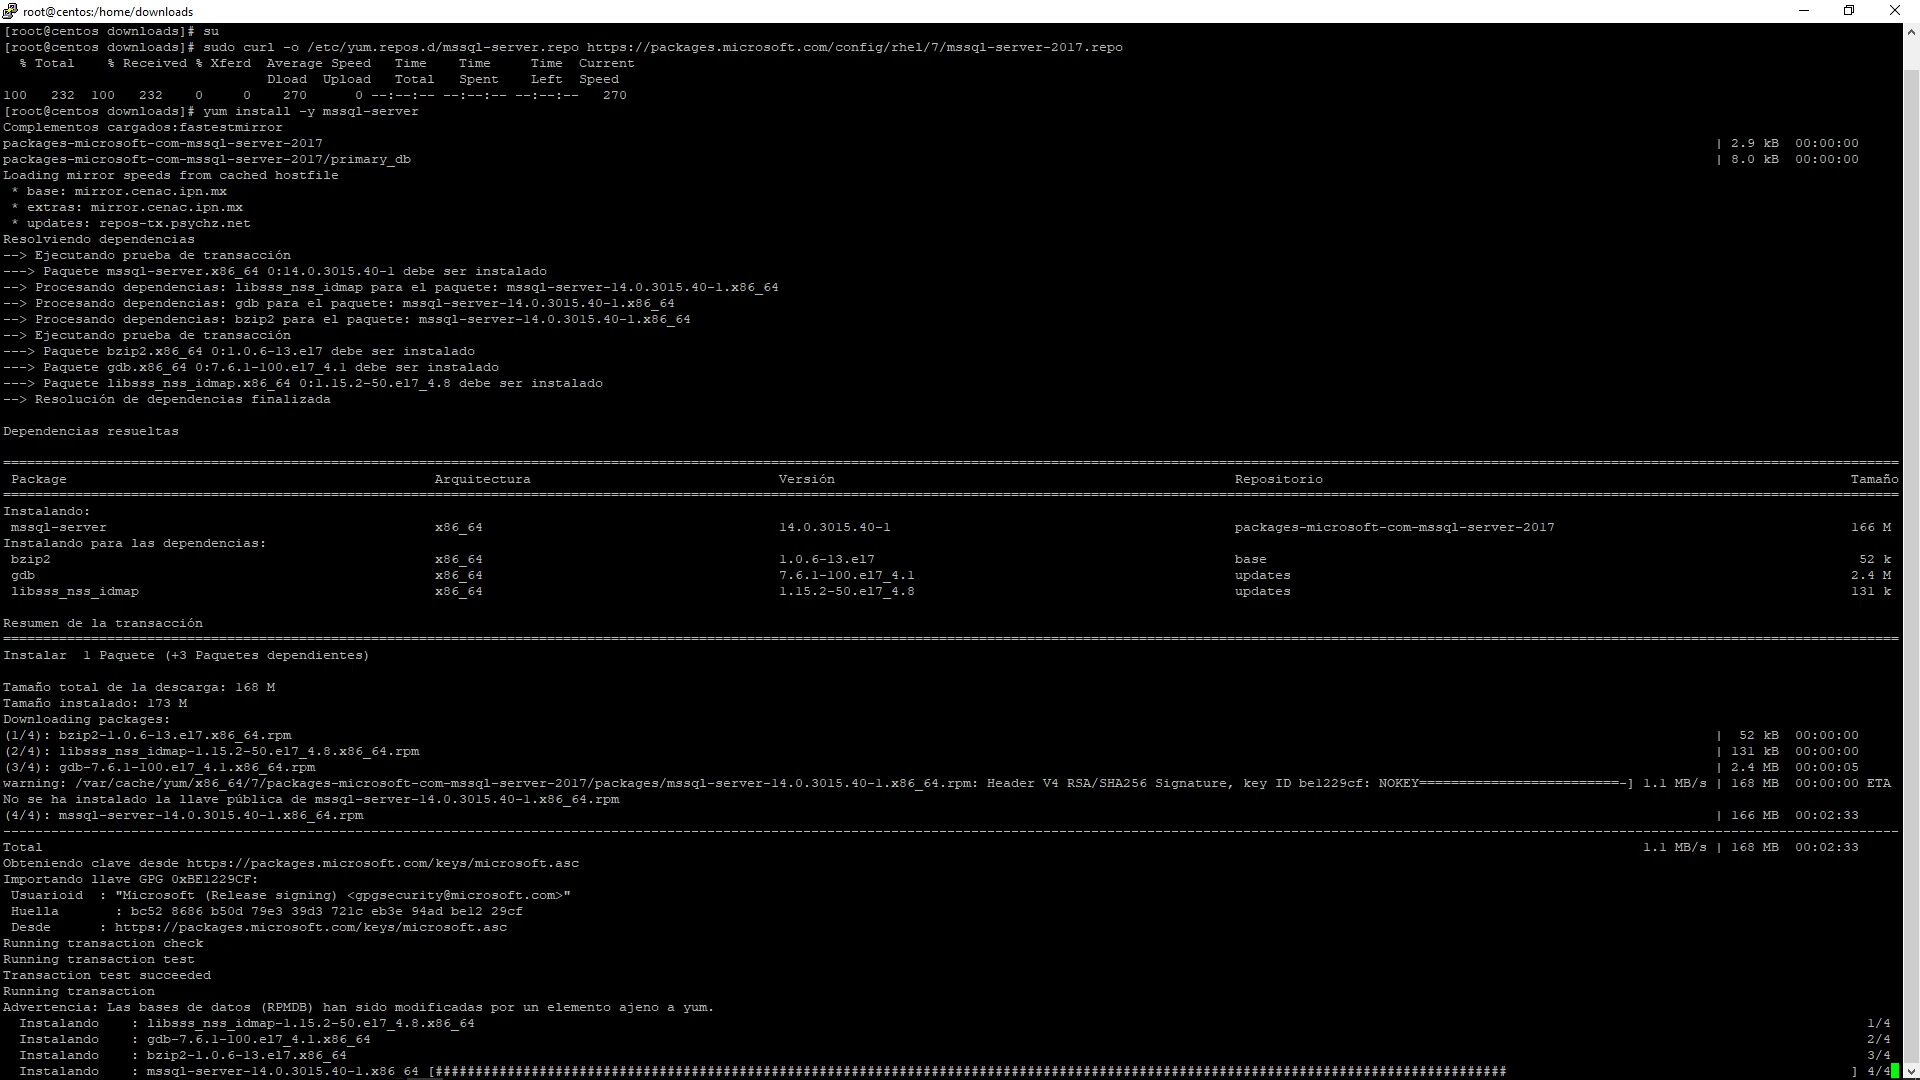 root@centos:/home/downloads
[root@centos downloads]# su
[root@centos downloads]# sudo curl -o /etc/yum.repos.d/mssql-server.repo https://packages.microsoft.com/config/rhel/7/mssql-server-2017.repo
% Total    % Received % Xferd  Average Speed   Time    Time     Time  Current
Dload  Upload   Total   Spent    Left  Speed
100   232  100   232    0     0    270      0 --:--:-- --:--:-- --:--:--   270
[root@centos downloads]# yum install -y mssql-server
Complementos cargados:fastestmirror
packages-microsoft-com-mssql-server-2017 | 2.9 kB  00:00:00
packages-microsoft-com-mssql-server-2017/primary_db | 8.0 kB  00:00:00
Loading mirror speeds from cached hostfile
* base: mirror.cenac.ipn.mx
* extras: mirror.cenac.ipn.mx
* updates: repos-tx.psychz.net
Resolviendo dependencias
--> Ejecutando prueba de transacción
---> Paquete mssql-server.x86_64 0:14.0.3015.40-1 debe ser instalado
--> Procesando dependencias: libsss_nss_idmap para el paquete: mssql-server-14.0.3015.40-1.x86_64
--> Procesando dependencias: gdb para el paquete: mssql-server-14.0.3015.40-1.x86_64
--> Procesando dependencias: bzip2 para el paquete: mssql-server-14.0.3015.40-1.x86_64
--> Ejecutando prueba de transacción
---> Paquete bzip2.x86_64 0:1.0.6-13.el7 debe ser instalado
---> Paquete gdb.x86_64 0:7.6.1-100.el7_4.1 debe ser instalado
---> Paquete libsss_nss_idmap.x86_64 0:1.15.2-50.el7_4.8 debe ser instalado
--> Resolución de dependencias finalizada
Dependencias resueltas
Package Arquitectura Versión Repositorio Tamaño
Instalando:
mssql-server x86_64 14.0.3015.40-1 packages-microsoft-com-mssql-server-2017 166 M
Instalando para las dependencias:
bzip2 x86_64 1.0.6-13.el7 base 52 k
gdb x86_64 7.6.1-100.el7_4.1 updates 2.4 M
libsss_nss_idmap x86_64 1.15.2-50.el7_4.8 updates 131 k
Resumen de la transacción
Instalar  1 Paquete (+3 Paquetes dependientes)
Tamaño total de la descarga: 168 M
Tamaño instalado: 173 M
Downloading packages:
(1/4): bzip2-1.0.6-13.el7.x86_64.rpm |  52 kB  00:00:00
(2/4): libsss_nss_idmap-1.15.2-50.el7_4.8.x86_64.rpm | 131 kB  00:00:00
(3/4): gdb-7.6.1-100.el7_4.1.x86_64.rpm | 2.4 MB  00:00:05
warning: /var/cache/yum/x86_64/7/packages-microsoft-com-mssql-server-2017/packages/mssql-server-14.0.3015.40-1.x86_64.rpm: Header V4 RSA/SHA256 Signature, key ID be1229cf: NOKEY==========================-] 1.1 MB/s | 168 MB  00:00:00 ETA
No se ha instalado la llave pública de mssql-server-14.0.3015.40-1.x86_64.rpm
(4/4): mssql-server-14.0.3015.40-1.x86_64.rpm | 166 MB  00:02:33
Total 1.1 MB/s | 168 MB  00:02:33
Obteniendo clave desde https://packages.microsoft.com/keys/microsoft.asc
Importando llave GPG 0xBE1229CF:
Usuarioid  : "Microsoft (Release signing) <gpgsecurity@microsoft.com>"
Huella       : bc52 8686 b50d 79e3 39d3 721c eb3e 94ad be12 29cf
Desde      : https://packages.microsoft.com/keys/microsoft.asc
Running transaction check
Running transaction test
Transaction test succeeded
Running transaction
Advertencia: Las bases de datos (RPMDB) han sido modificadas por un elemento ajeno a yum.
Instalando    : libsss_nss_idmap-1.15.2-50.el7_4.8.x86_64 1/4
Instalando    : gdb-7.6.1-100.el7_4.1.x86_64 2/4
Instalando    : bzip2-1.0.6-13.el7.x86_64 3/4
Instalando    : mssql-server-14.0.3015.40-1.x86_64 [###################################################################################################################################### ] 4/4